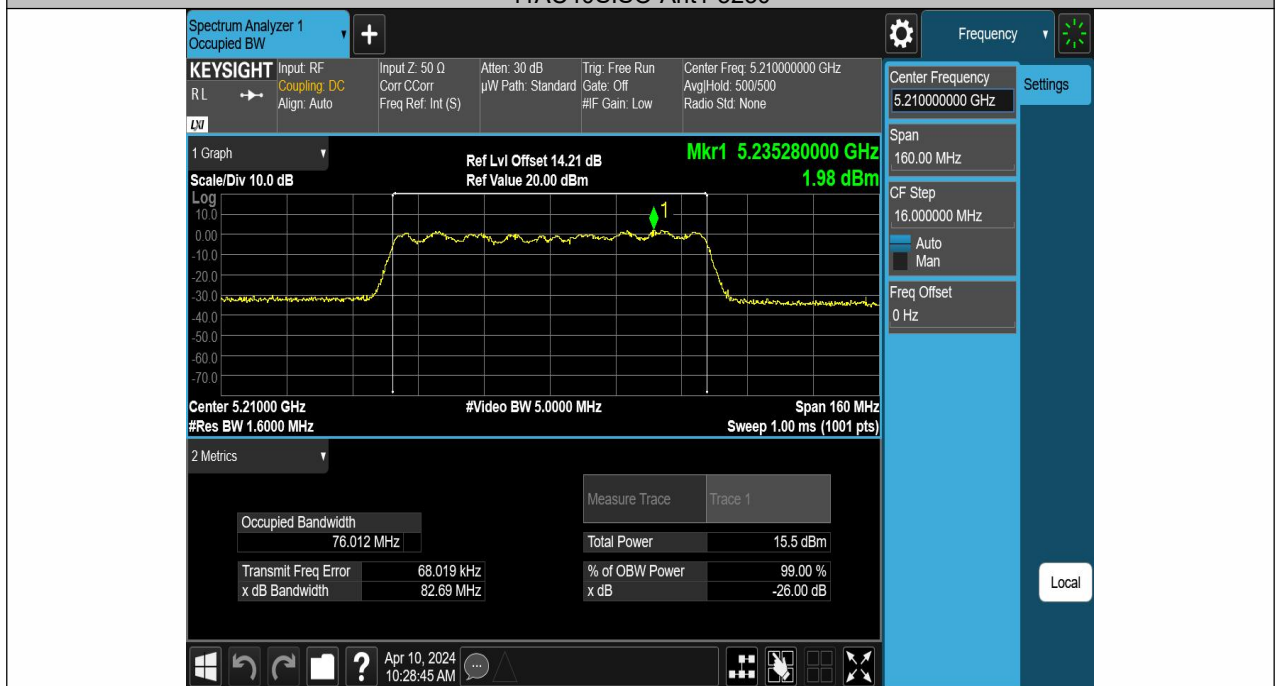 Spectrum Analyzer 1
Occupied BW
+
Frequency
KEYSIGHT
R L
LXI
Input: RF
Coupling: DC
Align: Auto
Input Z: 50 Ω
Corr CCorr
Freq Ref: Int (S)
Atten: 30 dB
µW Path: Standard
Trig: Free Run
Gate: Off
#IF Gain: Low
Center Freq: 5.210000000 GHz
Avg|Hold: 500/500
Radio Std: None
Center Frequency
5.210000000 GHz
Settings
Span
160.00 MHz
CF Step
16.000000 MHz
Auto
Man
Freq Offset
0 Hz
1 Graph
Scale/Div 10.0 dB
Ref Lvl Offset 14.21 dB
Ref Value 20.00 dBm
Mkr1 5.235280000 GHz
1.98 dBm
Log
10.0
0.00
-10.0
-20.0
-30.0
-40.0
-50.0
-60.0
-70.0
1
Center 5.21000 GHz
#Video BW 5.0000 MHz
Span 160 MHz
#Res BW 1.6000 MHz
Sweep 1.00 ms (1001 pts)
2 Metrics
Measure Trace
Trace 1
Occupied Bandwidth
76.012 MHz
Total Power
15.5 dBm
Transmit Freq Error
68.019 kHz
% of OBW Power
99.00 %
x dB Bandwidth
82.69 MHz
x dB
-26.00 dB
Local
?
Apr 10, 2024
10:28:45 AM